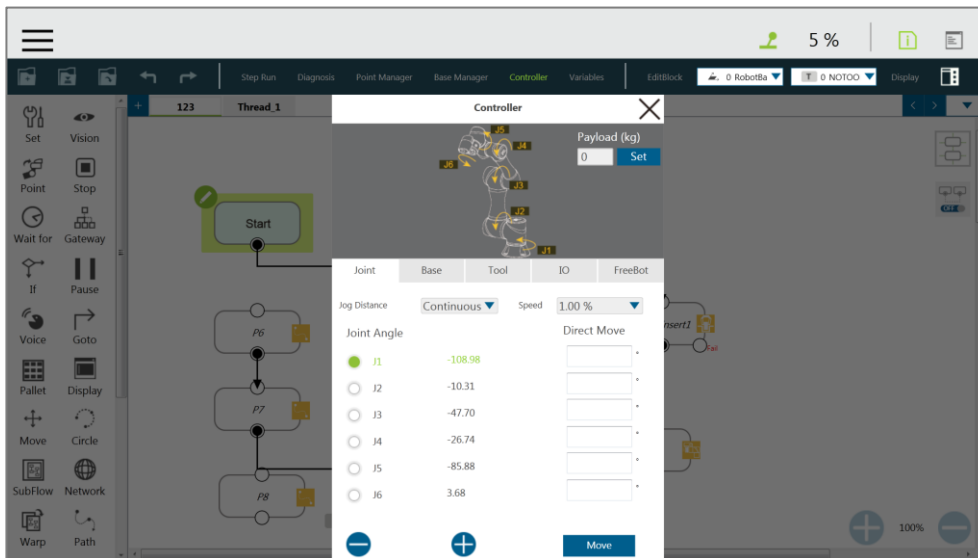 5 %
Step Run Diagnosis Point Manager Base Manager Controller Variables EditBlock 0 RobotBa T 0 NOTOO Display
+ 123 Thread_1
Set Vision
Point Stop
Wait for Gateway
If Pause
Voice Goto
Pallet Display
Move Circle
SubFlow Network
Warp Path
Start
P6
P7
P8
Controller
J5
J4
J6
J3
J2
J1
Payload (kg)
0 Set
Joint Base Tool IO FreeBot
Jog Distance Continuous Speed 1.00 %
Joint Angle Direct Move
J1 -108.98 °
J2 -10.31 °
J3 -47.70 °
J4 -26.74 °
J5 -85.88 °
J6 3.68 °
Move
nsert1
Fail
OFF
100%